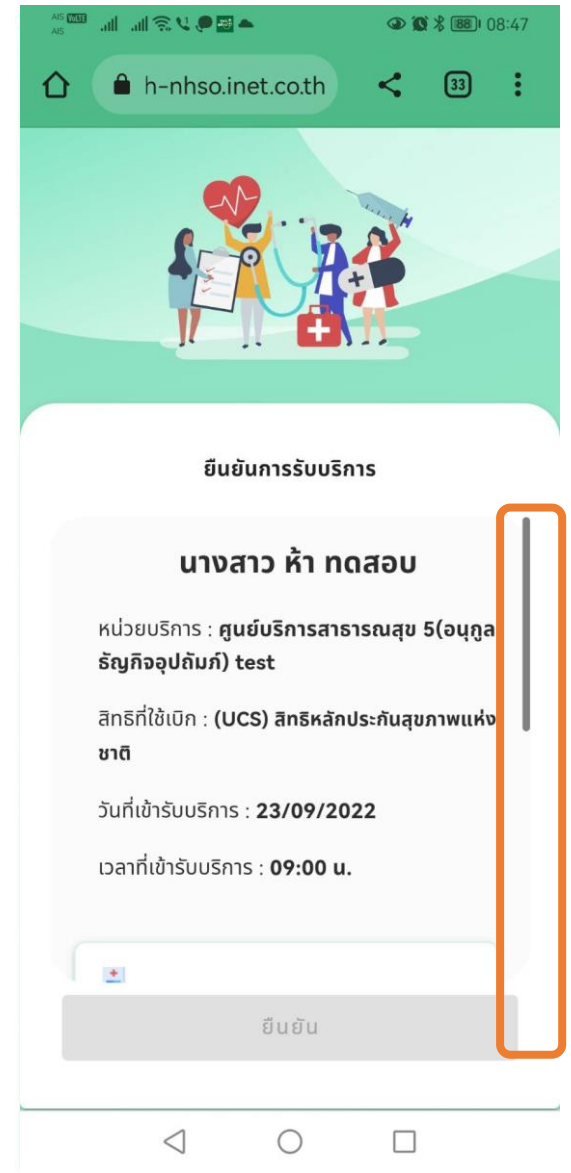 AIS VoLTE
AIS
88 08:47
h-nhso.inet.co.th
33
ยืนยันการรับบริการ
นางสาว ห้า ทดสอบ
หน่วยบริการ : ศูนย์บริการสาธารณสุข 5(อนุกูล
ธัญกิจอุปถัมภ์) test
สิทธิที่ใช้เบิก : (UCS) สิทธิหลักประกันสุขภาพแห่ง
ชาติ
วันที่เข้ารับบริการ : 23/09/2022
เวลาที่เข้ารับบริการ : 09:00 น.
ยืนยัน